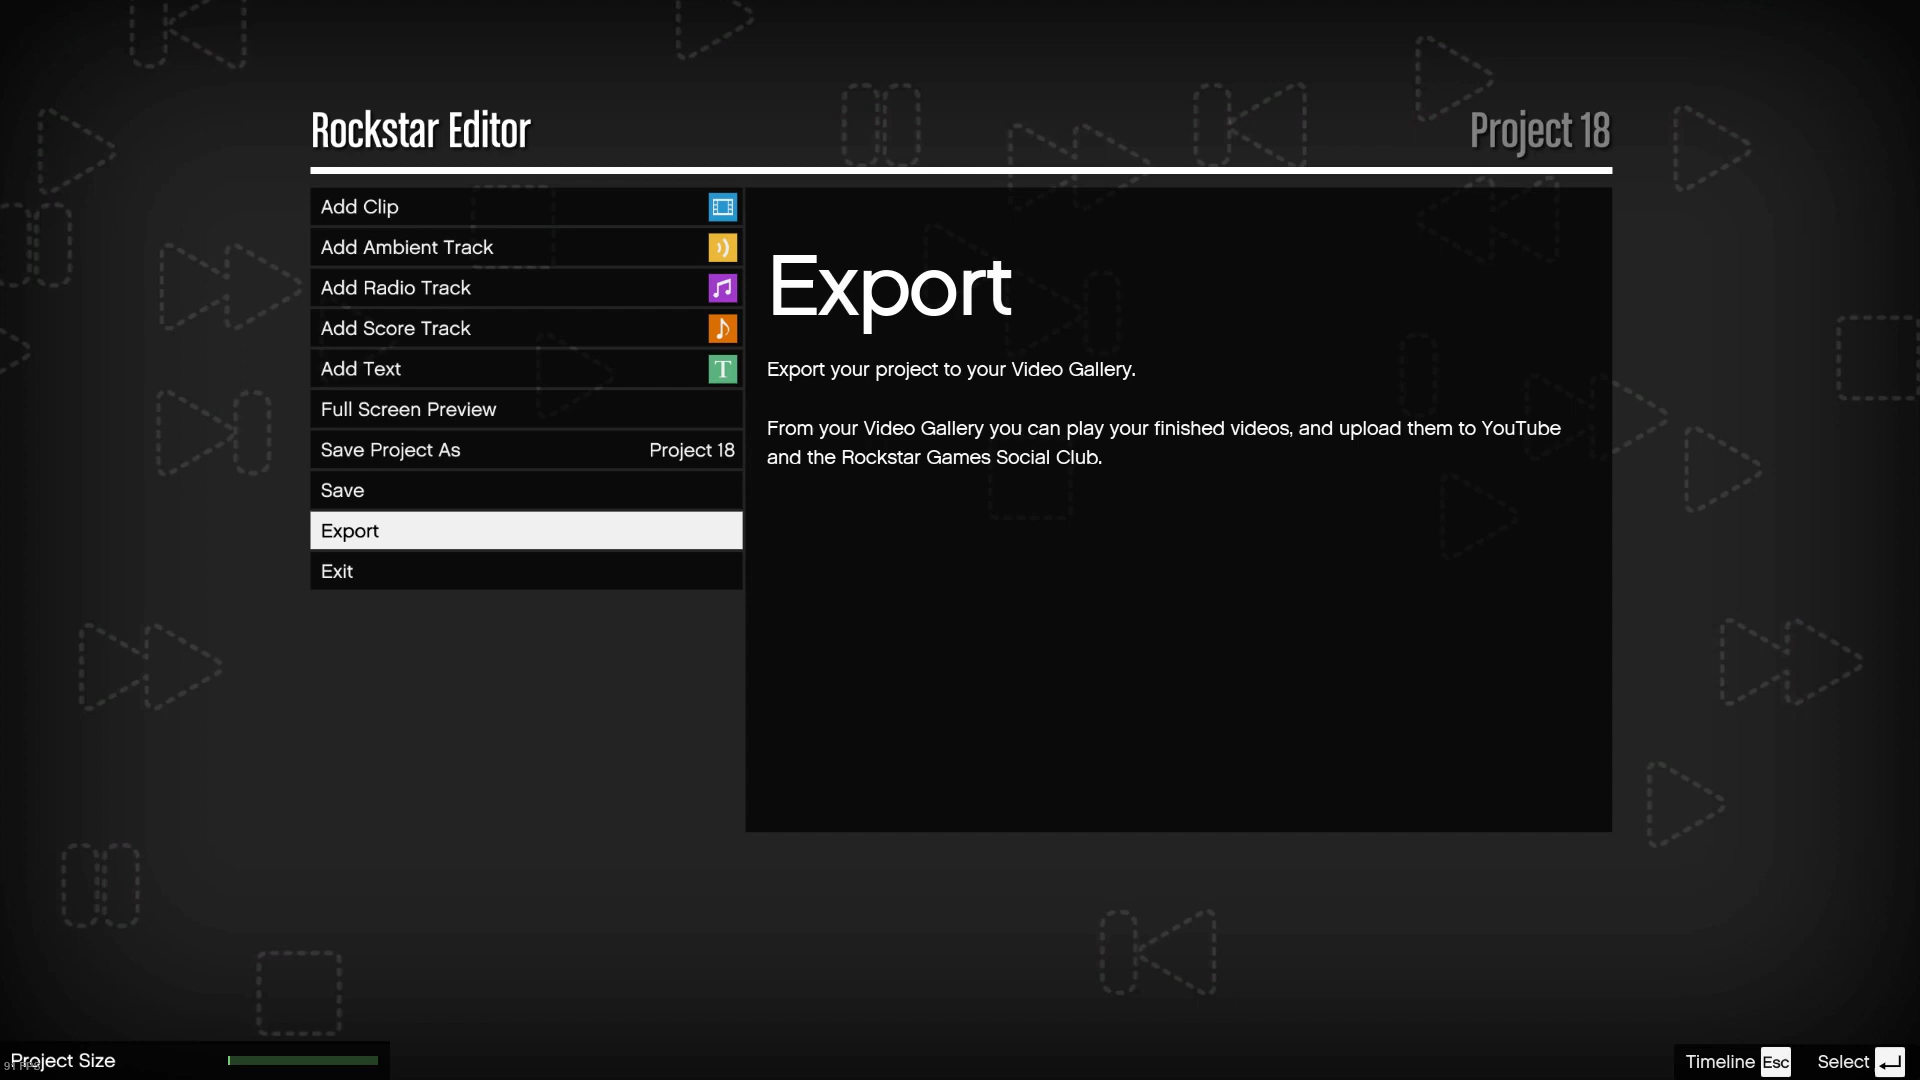 Rockstar Editor
Project 18
Add Clip
Add Ambient Track
Add Radio Track
Add Score Track
Add Text
T
Full Screen Preview
Save Project As Project 18
Save
Export
Exit
Export
Export your project to your Video Gallery.
From your Video Gallery you can play your finished videos, and upload them to YouTube
and the Rockstar Games Social Club.
Project Size
Timeline Esc Select